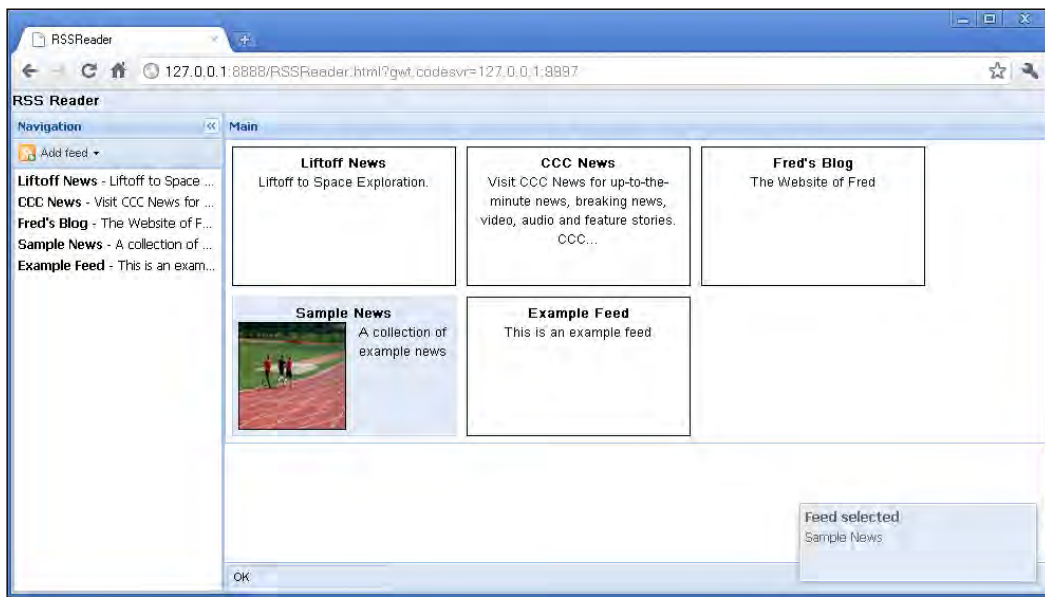 RSSReader
127.0.0.1:8888/RSSReader.html?gwt.codesvr=127.0.0.1:9997
RSS Reader
Navigation
Add feed
Liftoff News - Liftoff to Space ...
CCC News - Visit CCC News for ...
Fred's Blog - The Website of F...
Sample News - A collection of ...
Example Feed - This is an exam...
Main
Liftoff News
Liftoff to Space Exploration.
CCC News
Visit CCC News for up-to-the-
minute news, breaking news,
video, audio and feature stories.
CCC...
Fred's Blog
The Website of Fred
Sample News
A collection of
example news
Example Feed
This is an example feed
Feed selected
Sample News
OK